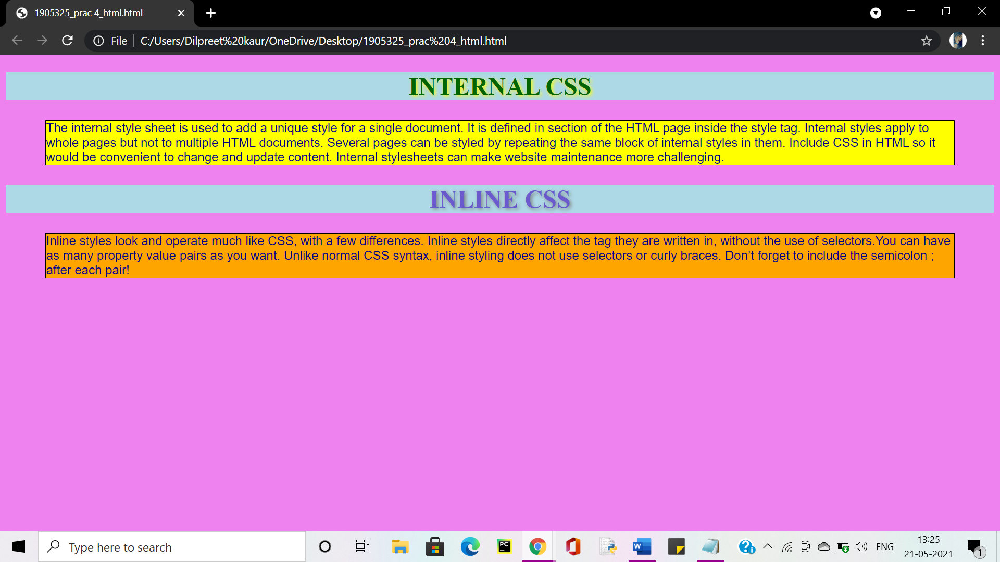 1905325_prac 4_html.html
File
C:/Users/Dilpreet%20kaur/OneDrive/Desktop/1905325_prac%204_html.html
INTERNAL CSS
The internal style sheet is used to add a unique style for a single document. It is defined in section of the HTML page inside the style tag. Internal styles apply to
whole pages but not to multiple HTML documents. Several pages can be styled by repeating the same block of internal styles in them. Include CSS in HTML so it
would be convenient to change and update content. Internal stylesheets can make website maintenance more challenging.
INLINE CSS
Inline styles look and operate much like CSS, with a few differences. Inline styles directly affect the tag they are written in, without the use of selectors.You can have
as many property value pairs as you want. Unlike normal CSS syntax, inline styling does not use selectors or curly braces. Don’t forget to include the semicolon ;
after each pair!
Type here to search
PC
W
ENG
13:25
21-05-2021
1